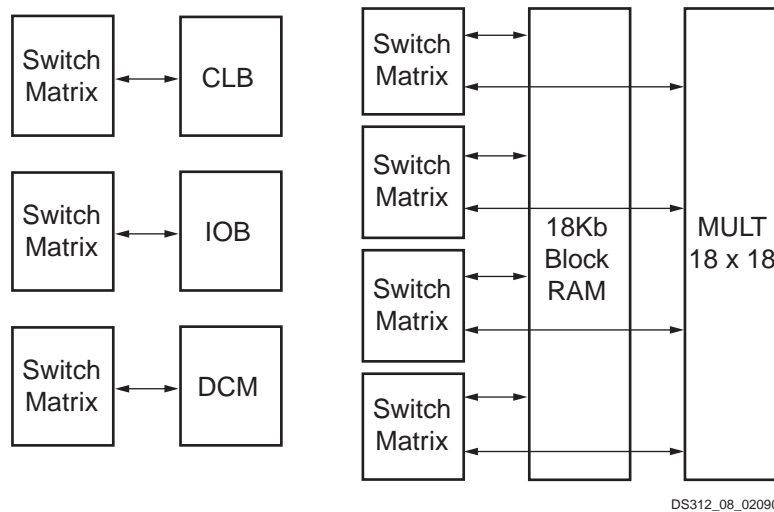 Switch
Matrix
CLB
Switch
Matrix
IOB
Switch
Matrix
DCM
Switch
Matrix
Switch
Matrix
Switch
Matrix
Switch
Matrix
18Kb
Block
RAM
MULT
18 x 18
DS312_08_02090